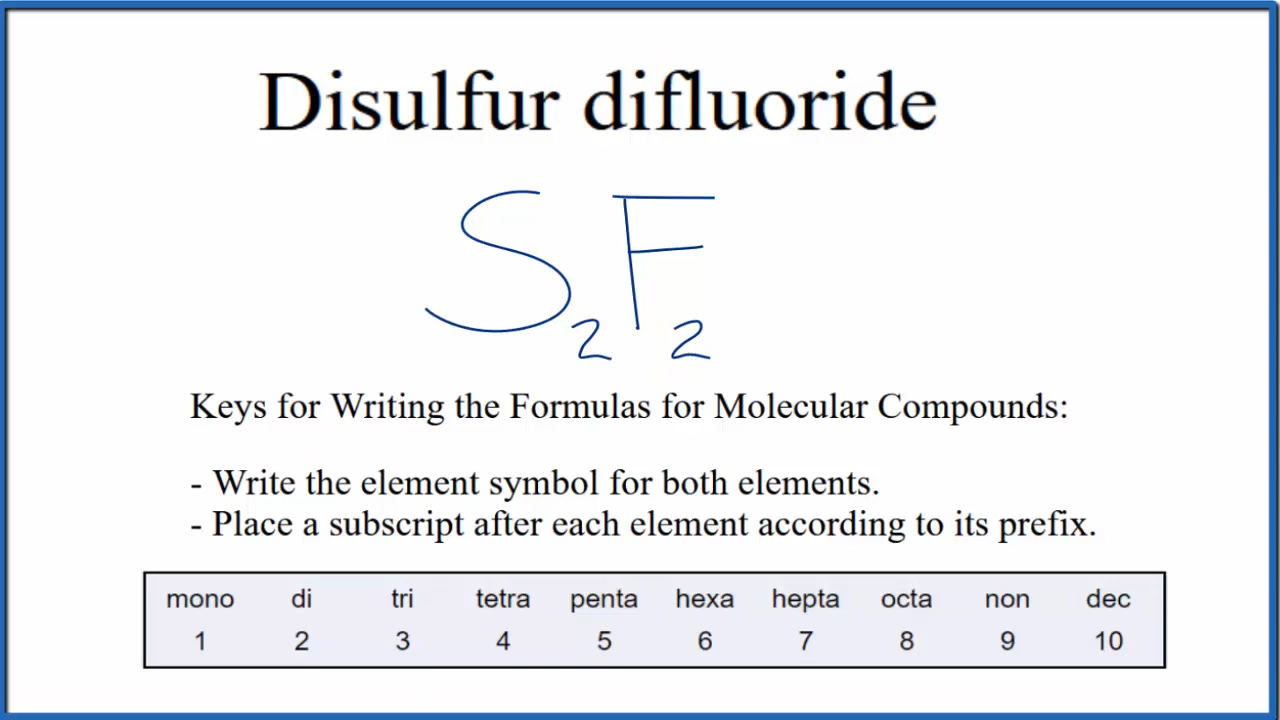 Disulfur difluoride
S₂F₂
Keys for Writing the Formulas for Molecular Compounds:
- Write the element symbol for both elements.
- Place a subscript after each element according to its prefix.
mono di tri tetra penta hexa hepta octa non dec
1 2 3 4 5 6 7 8 9 10